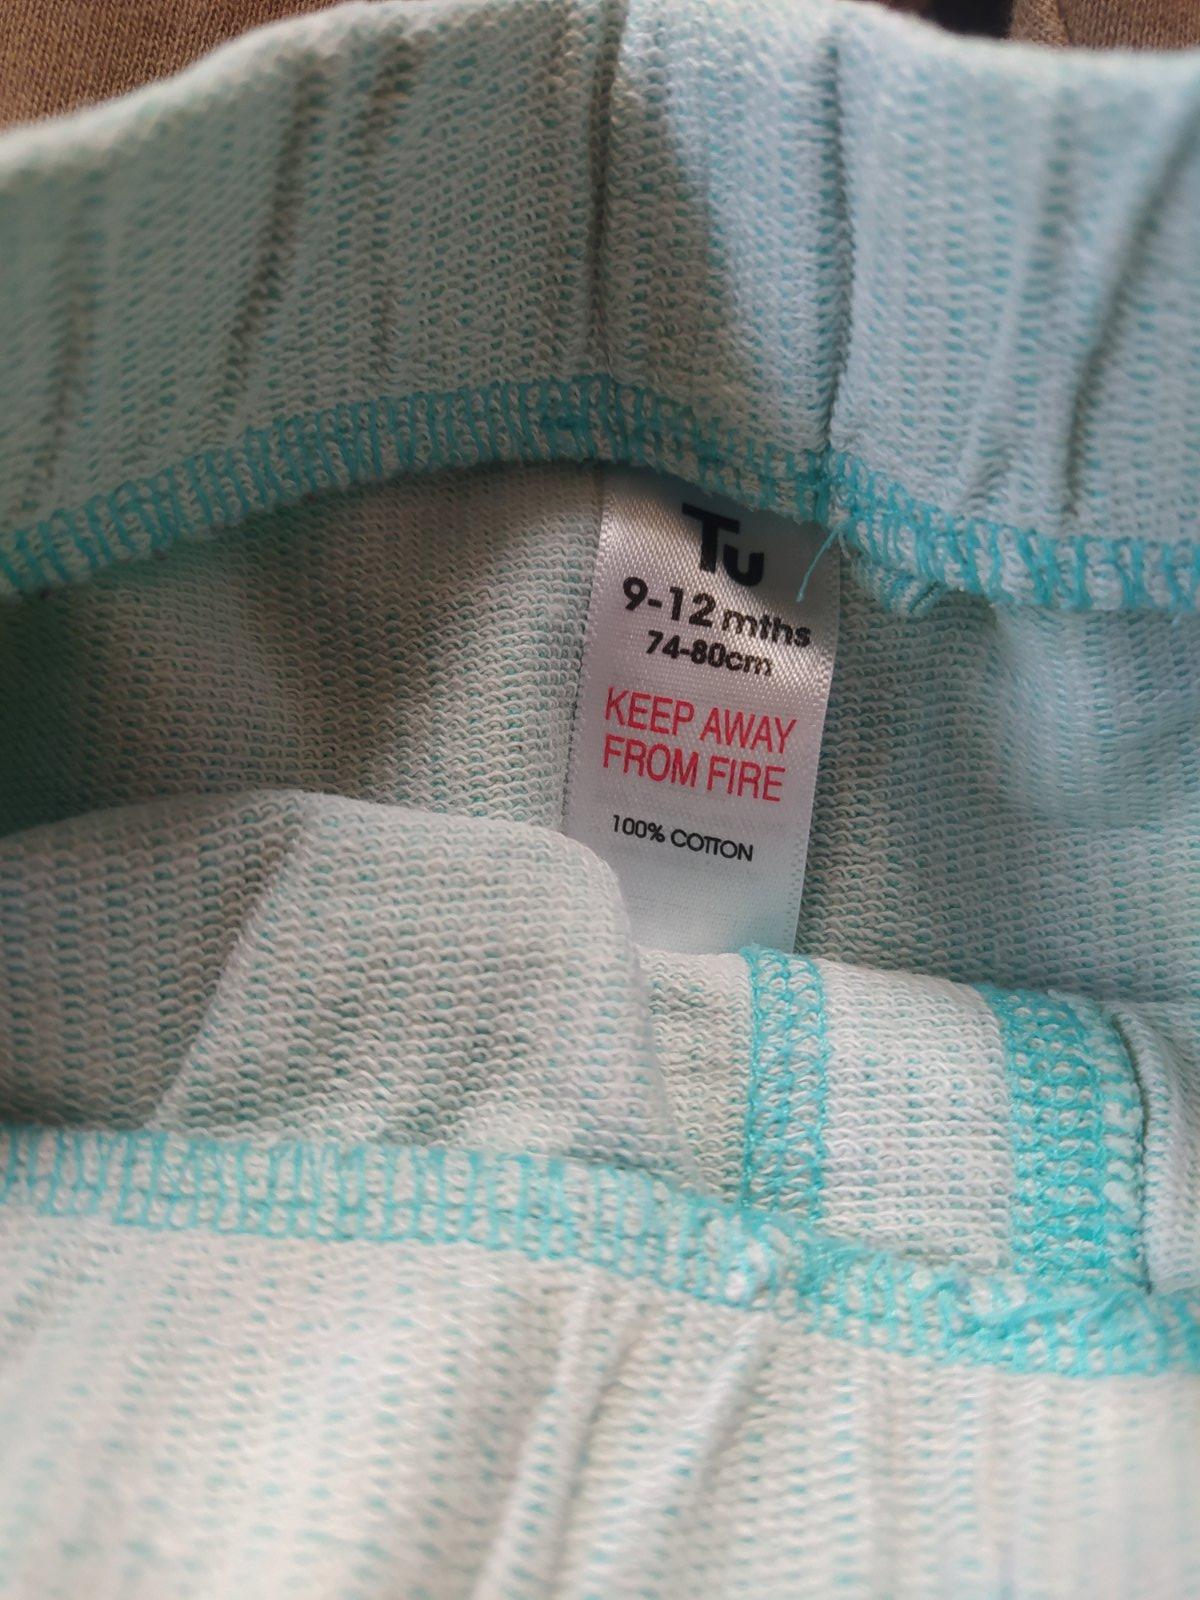 Tu
9-12 mths
74-80cm
KEEP AWAY
FROM FIRE
100% COTTON